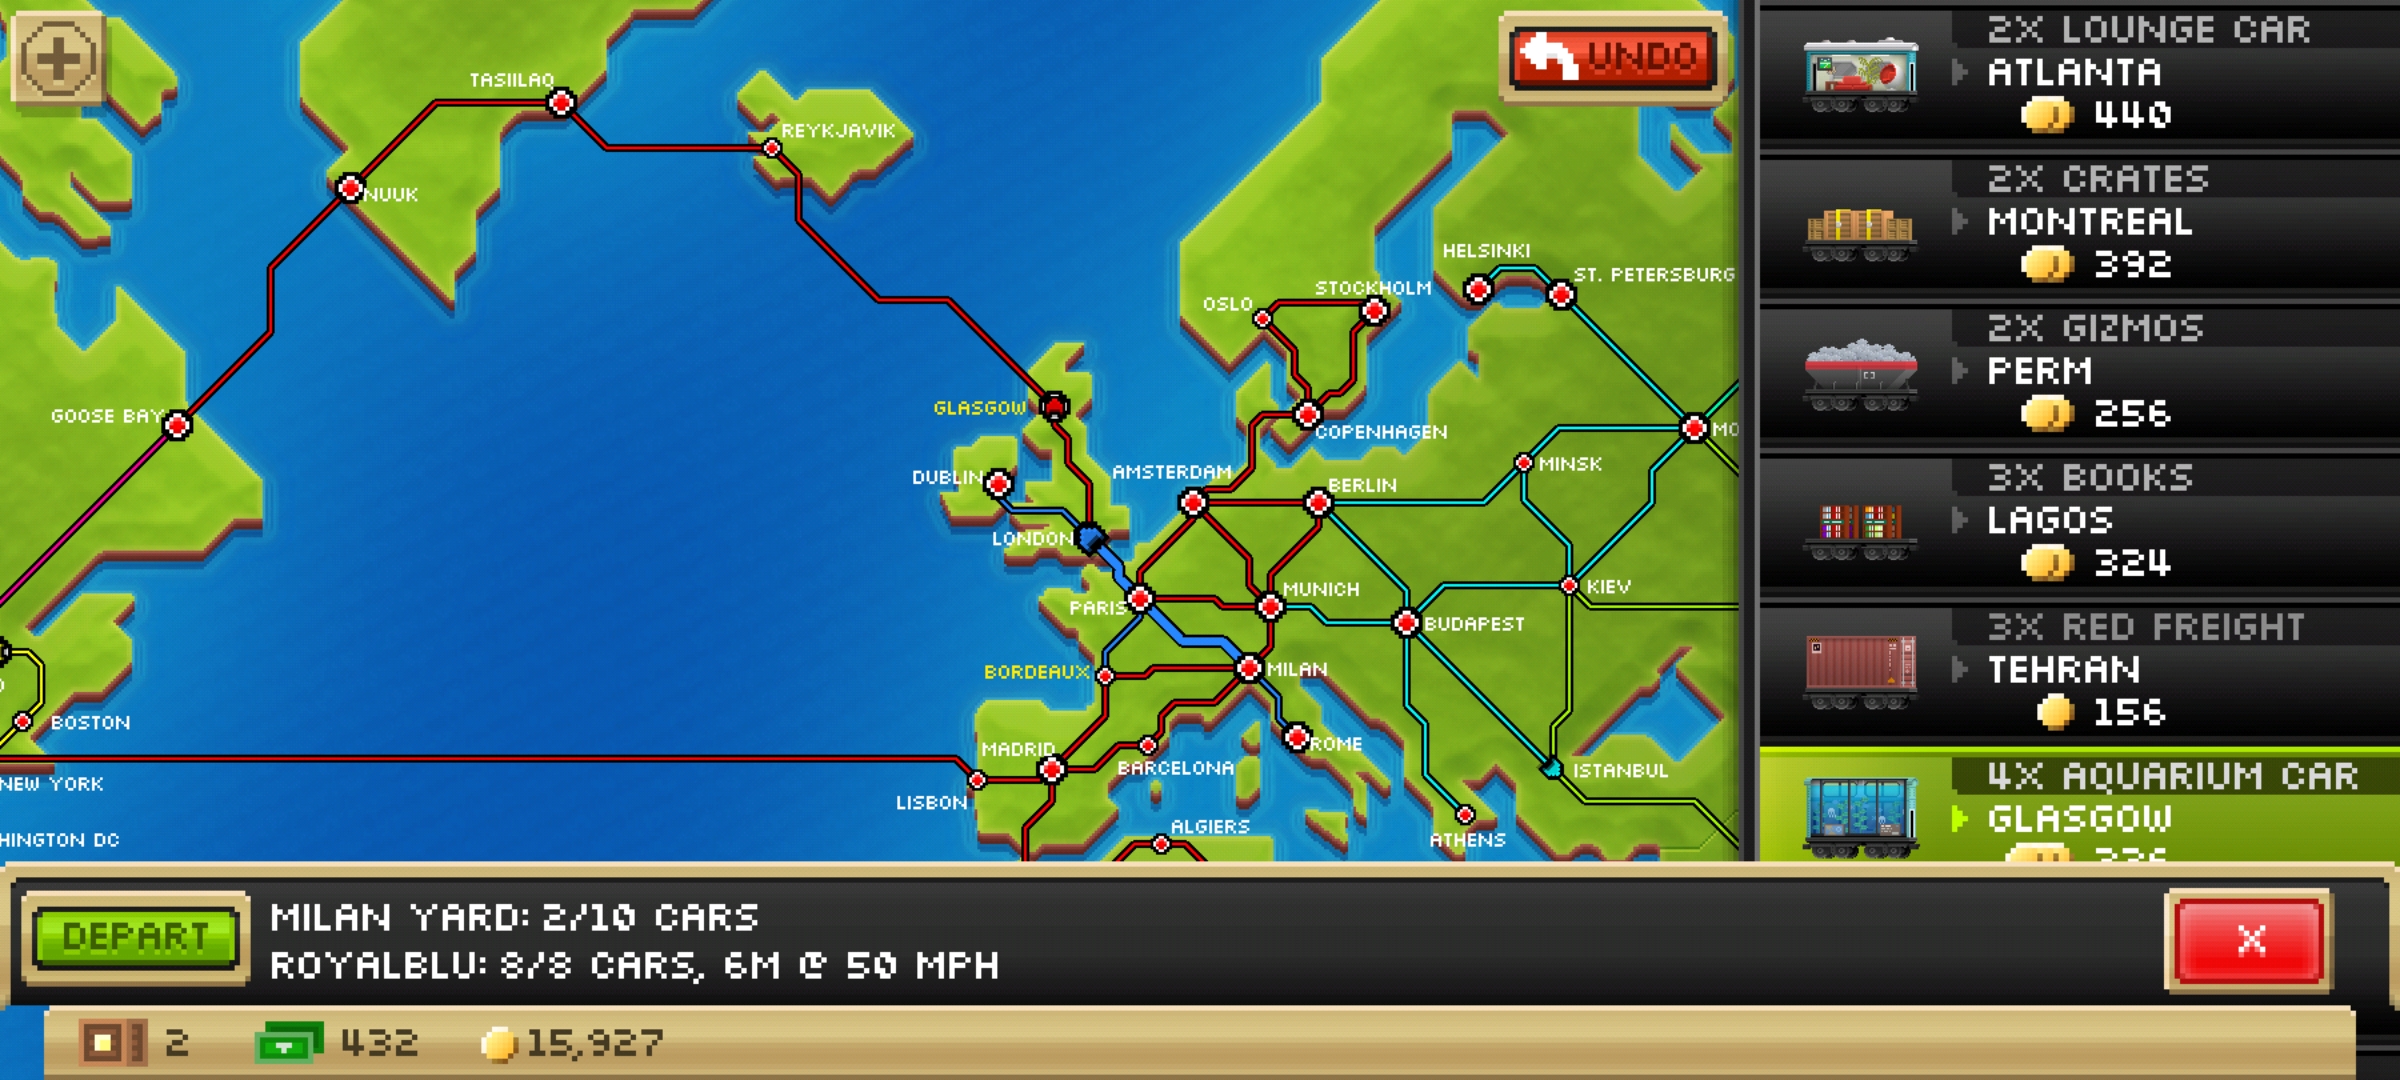 UNDO
TASIILAQ
REYKJAVIK
NUUK
HELSINKI
ST. PETERSBURG
STOCKHOLM
OSLO
GLASGOW
GOOSE BAY
COPENHAGEN
MO
AMSTERDAM
MINSK
DUBLIN
BERLIN
LONDON
KIEV
MUNICH
PARIS
BUDAPEST
BORDEAUX
MILAN
BOSTON
ROME
MADRID
BARCELONA
ISTANBUL
NEW YORK
LISBON
ALGIERS
HINGTON DC
ATHENS
2X LOUNGE CAR
ATLANTA
440
2X CRATES
MONTREAL
392
2X GIZMOS
PERM
256
3X BOOKS
LAGOS
324
3X RED FREIGHT
TEHRAN
156
4X AQUARIUM CAR
GLASGOW
DEPART
MILAN YARD: 2/10 CARS
ROYALBLU: 8/8 CARS, 6M @ 50 MPH
X
2
432
15,927